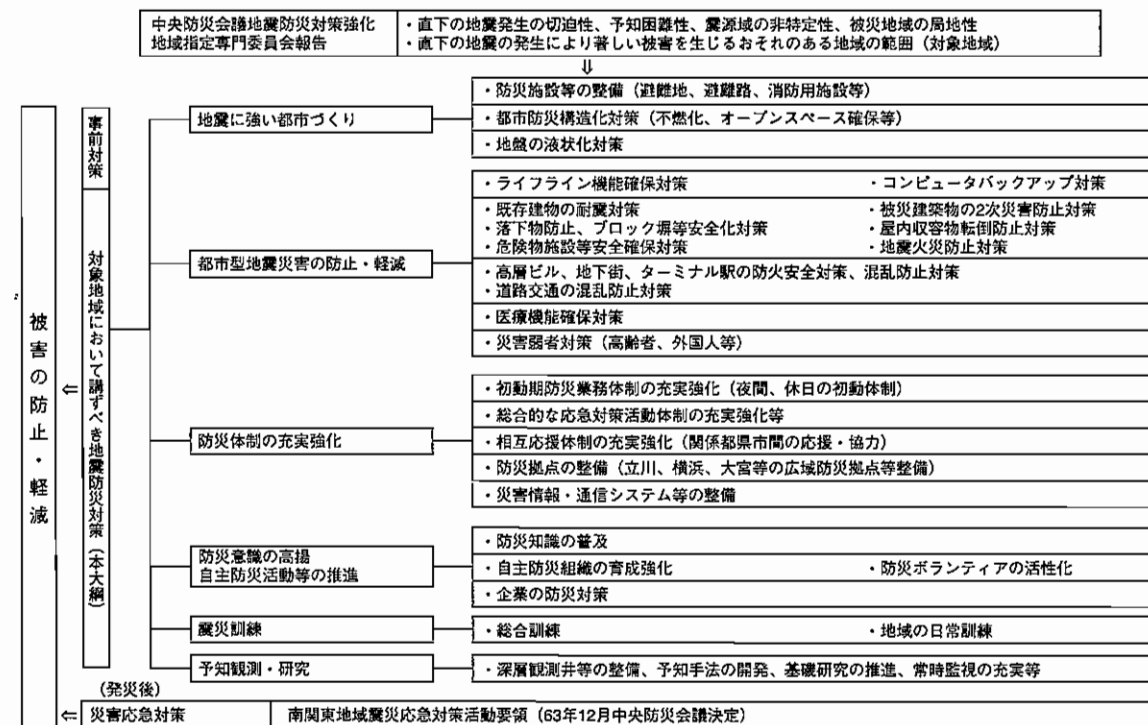 中央防災会議地震防災対策強化
地域指定専門委員会報告
・直下の地震発生の切迫性、予知困難性、震源域の非特定性、被災地域の局地性
・直下の地震の発生により著しい被害を生じるおそれのある地域の範囲（対象地域）
⇓
被害の防止・軽減
⇐
事前対策
対象地域において講ずべき地震防災対策（本大綱）
地震に強い都市づくり
・防災施設等の整備（避難地、避難路、消防用施設等）
・都市防災構造化対策（不燃化、オープンスペース確保等）
・地盤の液状化対策
都市型地震災害の防止・軽減
・ライフライン機能確保対策　・コンピュータバックアップ対策
・既存建物の耐震対策　・被災建築物の2次災害防止対策
・落下物防止、ブロック塀等安全化対策　・屋内収容物転倒防止対策
・危険物施設等安全確保対策　・地震火災防止対策
・高層ビル、地下街、ターミナル駅の防火安全対策、混乱防止対策
・道路交通の混乱防止対策
・医療機能確保対策
・災害弱者対策（高齢者、外国人等）
防災体制の充実強化
・初動期防災業務体制の充実強化（夜間、休日の初動体制）
・総合的な応急対策活動体制の充実強化等
・相互応援体制の充実強化（関係都県市間の応援・協力）
・防災拠点の整備（立川、横浜、大宮等の広域防災拠点等整備）
・災害情報・通信システム等の整備
防災意識の高揚
自主防災活動等の推進
・防災知識の普及
・自主防災組織の育成強化　・防災ボランティアの活性化
・企業の防災対策
震災訓練
・総合訓練　・地域の日常訓練
予知観測・研究
・深層観測井等の整備、予知手法の開発、基礎研究の推進、常時監視の充実等
（発災後）
⇐ 災害応急対策
南関東地域震災応急対策活動要領（63年12月中央防災会議決定）